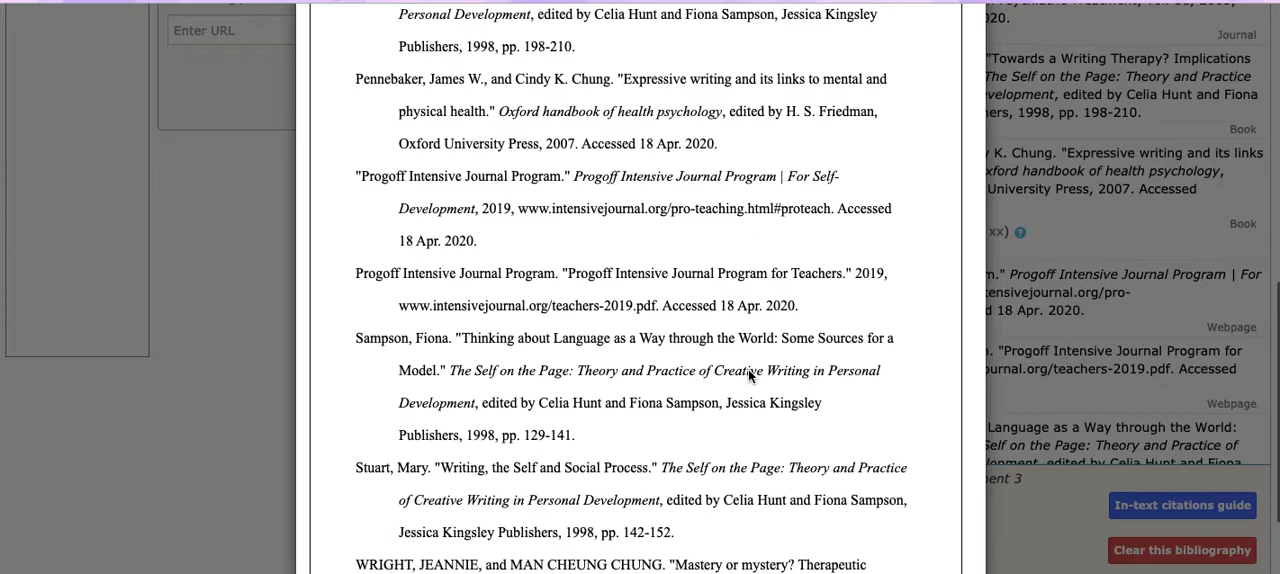 Enter URL
Personal Development, edited by Celia Hunt and Fiona Sampson, Jessica Kingsley
Publishers, 1998, pp. 198-210.
Pennebaker, James W., and Cindy K. Chung. "Expressive writing and its links to mental and
physical health." Oxford handbook of health psychology, edited by H. S. Friedman,
Oxford University Press, 2007. Accessed 18 Apr. 2020.
"Progoff Intensive Journal Program." Progoff Intensive Journal Program | For Self-
Development, 2019, www.intensivejournal.org/pro-teaching.html#proteach. Accessed
18 Apr. 2020.
Progoff Intensive Journal Program. "Progoff Intensive Journal Program for Teachers." 2019,
www.intensivejournal.org/teachers-2019.pdf. Accessed 18 Apr. 2020.
Sampson, Fiona. "Thinking about Language as a Way through the World: Some Sources for a
Model." The Self on the Page: Theory and Practice of Creative Writing in Personal
Development, edited by Celia Hunt and Fiona Sampson, Jessica Kingsley
Publishers, 1998, pp. 129-141.
Stuart, Mary. "Writing, the Self and Social Process." The Self on the Page: Theory and Practice
of Creative Writing in Personal Development, edited by Celia Hunt and Fiona Sampson,
Jessica Kingsley Publishers, 1998, pp. 142-152.
WRIGHT, JEANNIE, and MAN CHEUNG CHUNG. "Mastery or mystery? Therapeutic
020.
Journal
"Towards a Writing Therapy? Implications
The Self on the Page: Theory and Practice
evelopment, edited by Celia Hunt and Fiona
ers, 1998, pp. 198-210.
Book
y K. Chung. "Expressive writing and its links
xford handbook of health psychology,
University Press, 2007. Accessed
Book
xx)
m." Progoff Intensive Journal Program | For
tensivejournal.org/pro-
d 18 Apr. 2020.
Webpage
n. "Progoff Intensive Journal Program for
urnal.org/teachers-2019.pdf. Accessed
Webpage
Language as a Way through the World:
Self on the Page: Theory and Practice of
opment, edited by Celia Hunt and Fiona
ent 3
In-text citations guide
Clear this bibliography